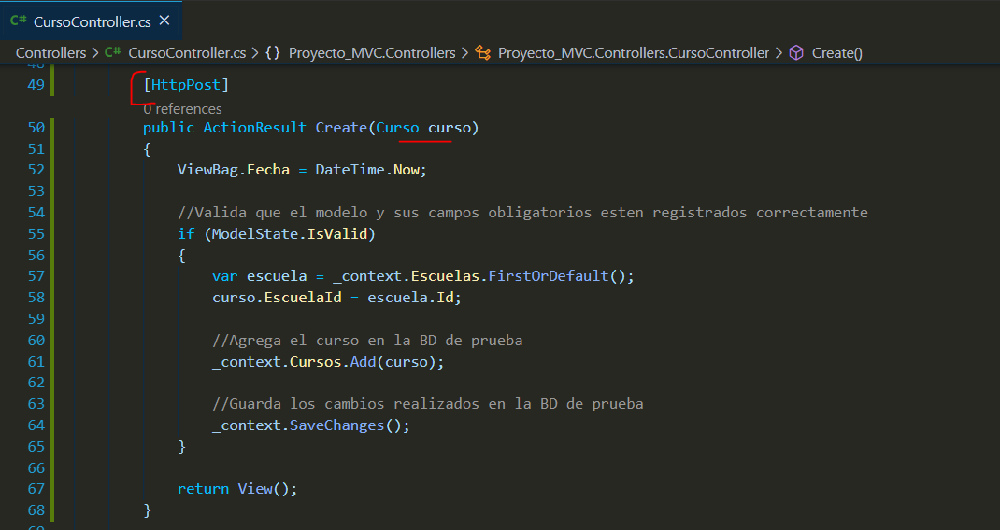 C# CursoController.cs ×
Controllers > C# CursoController.cs > {} Proyecto_MVC.Controllers > Proyecto_MVC.Controllers.CursoController > Create()
48
49 [HttpPost]
0 references
50 public ActionResult Create(Curso curso)
51 {
52 ViewBag.Fecha = DateTime.Now;
53
54 //Valida que el modelo y sus campos obligatorios esten registrados correctamente
55 if (ModelState.IsValid)
56 {
57 var escuela = _context.Escuelas.FirstOrDefault();
58 curso.EscuelaId = escuela.Id;
59
60 //Agrega el curso en la BD de prueba
61 _context.Cursos.Add(curso);
62
63 //Guarda los cambios realizados en la BD de prueba
64 _context.SaveChanges();
65 }
66
67 return View();
68 }
69